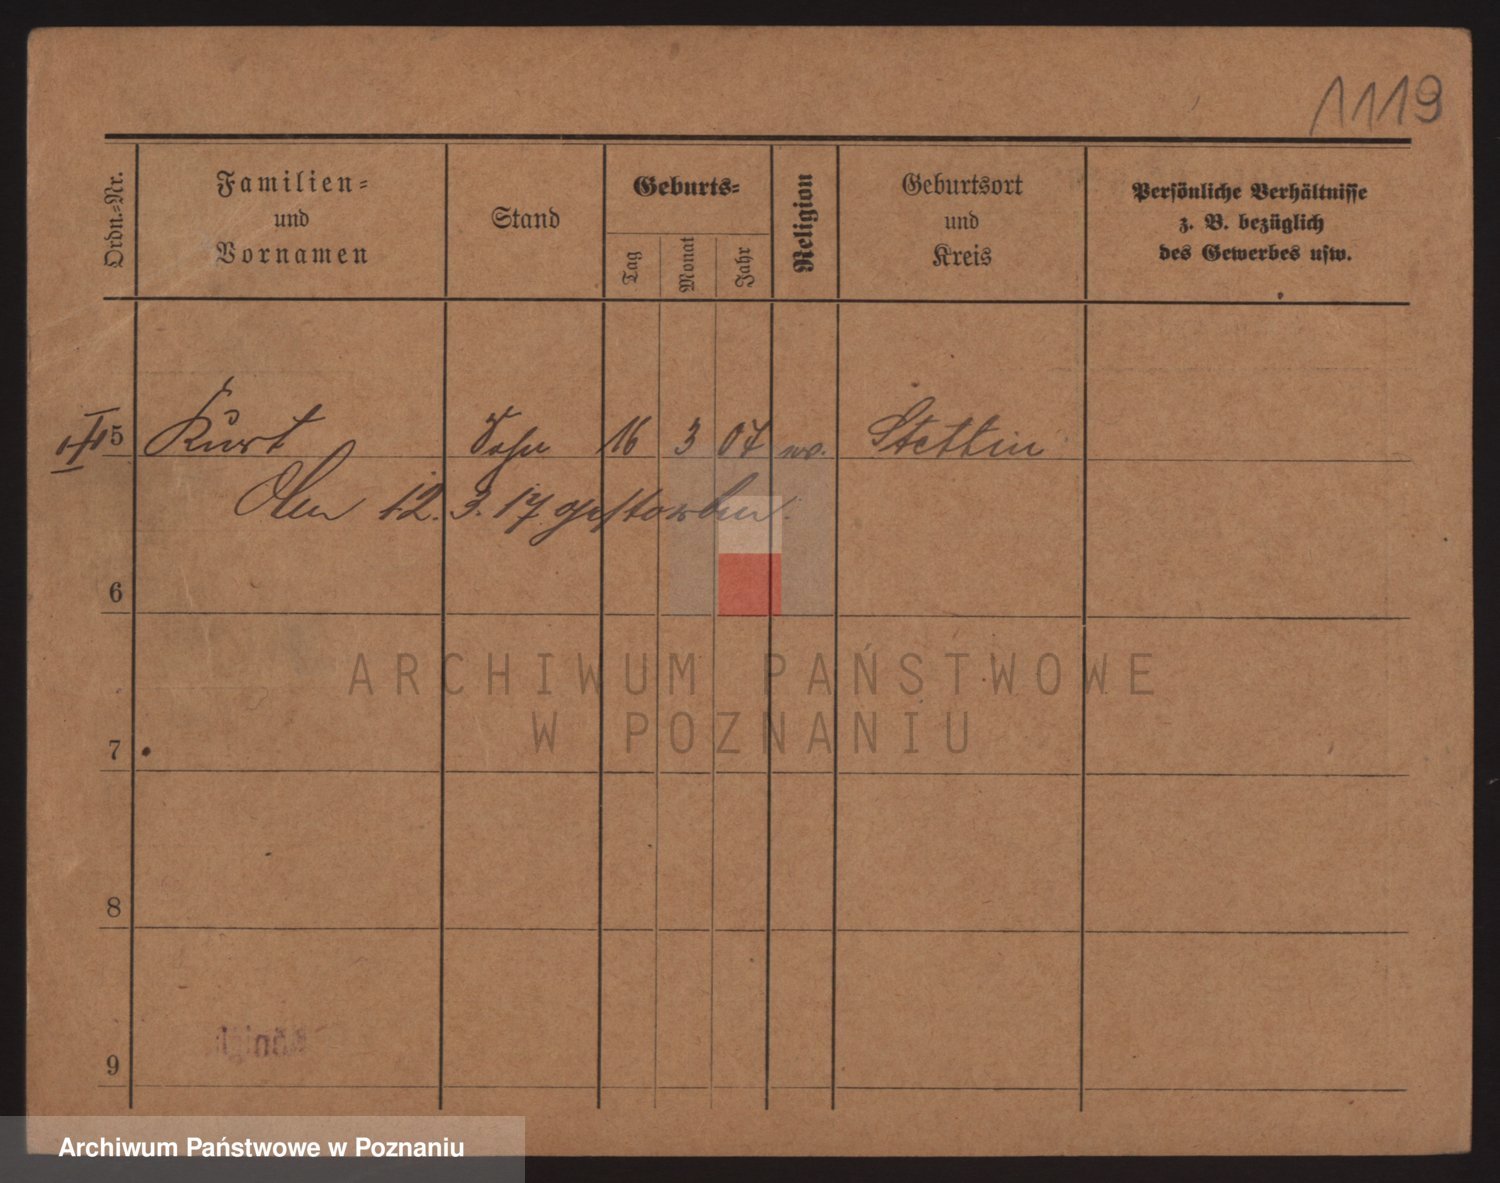 1119
Ordn.-Nr.
Familien-
und
Vornamen
Stand
Geburts-
Tag
Monat
Jahr
Religion
Geburtsort
und
Kreis
Persönliche Verhältnisse
z. B. bezüglich
des Gewerbes usw.
5 Kurt Sohn 16 3 07 Stettin
Am 12. 3. 17 gestorben.
6
ARCHIWUM PAŃSTWOWE
W POZNANIU
7
8
9
Archiwum Państwowe w Poznaniu